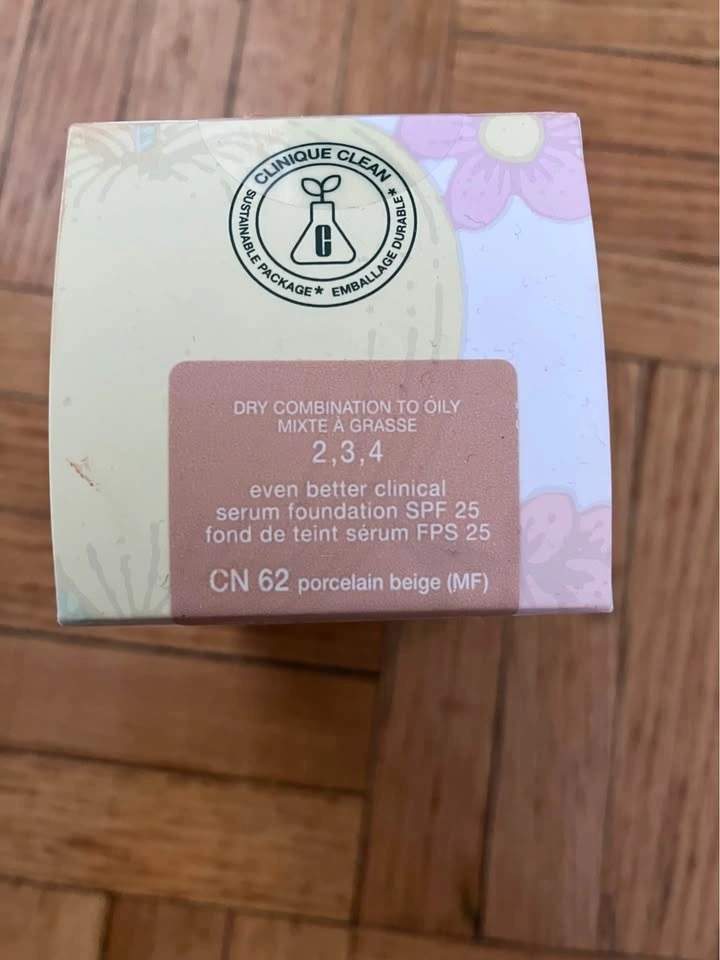 CLINIQUE CLEAN
SUSTAINABLE PACKAGE* EMBALLAGE DURABLE*
C
DRY COMBINATION TO OILY
MIXTE À GRASSE
2,3,4
even better clinical
serum foundation SPF 25
fond de teint sérum FPS 25
CN 62 porcelain beige (MF)